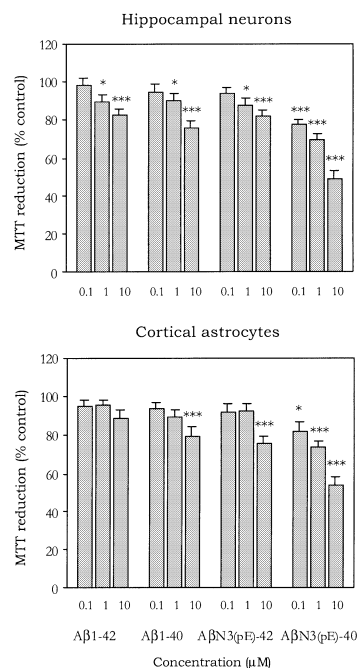 Hippocampal neurons
MTT reduction (% control)
120
100
80
60
40
20
0
* *** * *** * *** *** *** ***
0.1 1 10 0.1 1 10 0.1 1 10 0.1 1 10
Cortical astrocytes
MTT reduction (% control)
120
100
80
60
40
20
0
*** *** * *** ***
0.1 1 10 0.1 1 10 0.1 1 10 0.1 1 10
Aβ1-42 Aβ1-40 AβN3(pE)-42 AβN3(pE)-40
Concentration (μM)